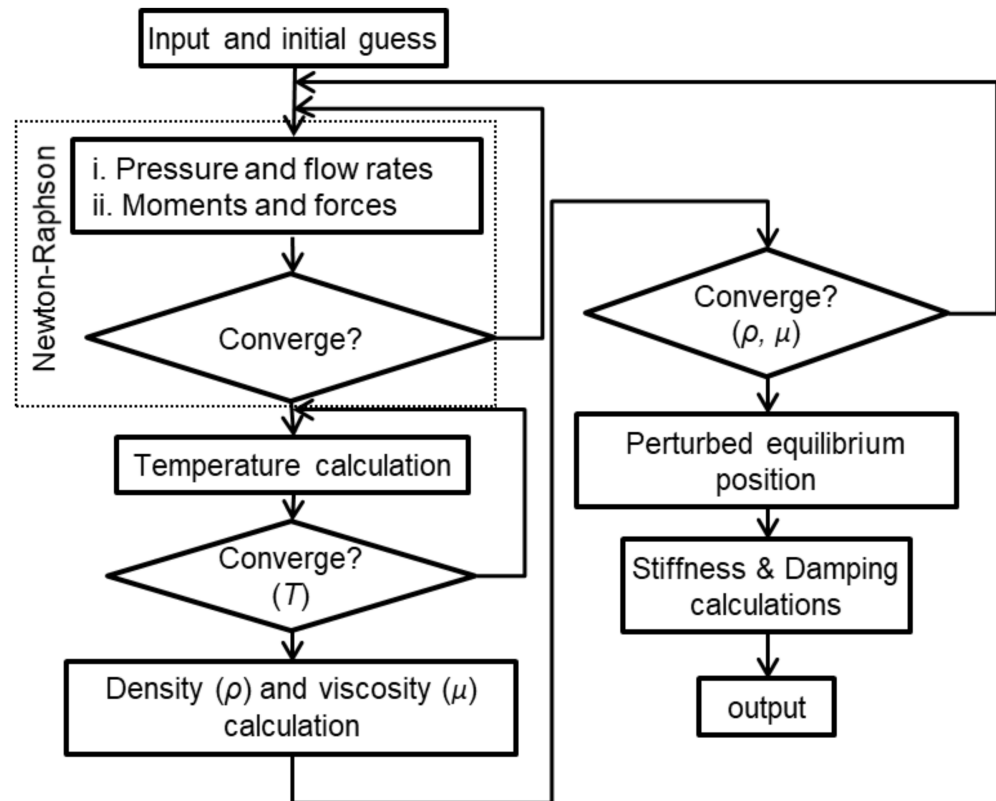 Input and initial guess
Newton-Raphson
i. Pressure and flow rates
ii. Moments and forces
Converge?
Temperature calculation
Converge?
(T)
Density (ρ) and viscosity (μ)
calculation
Converge?
(ρ, μ)
Perturbed equilibrium
position
Stiffness & Damping
calculations
output